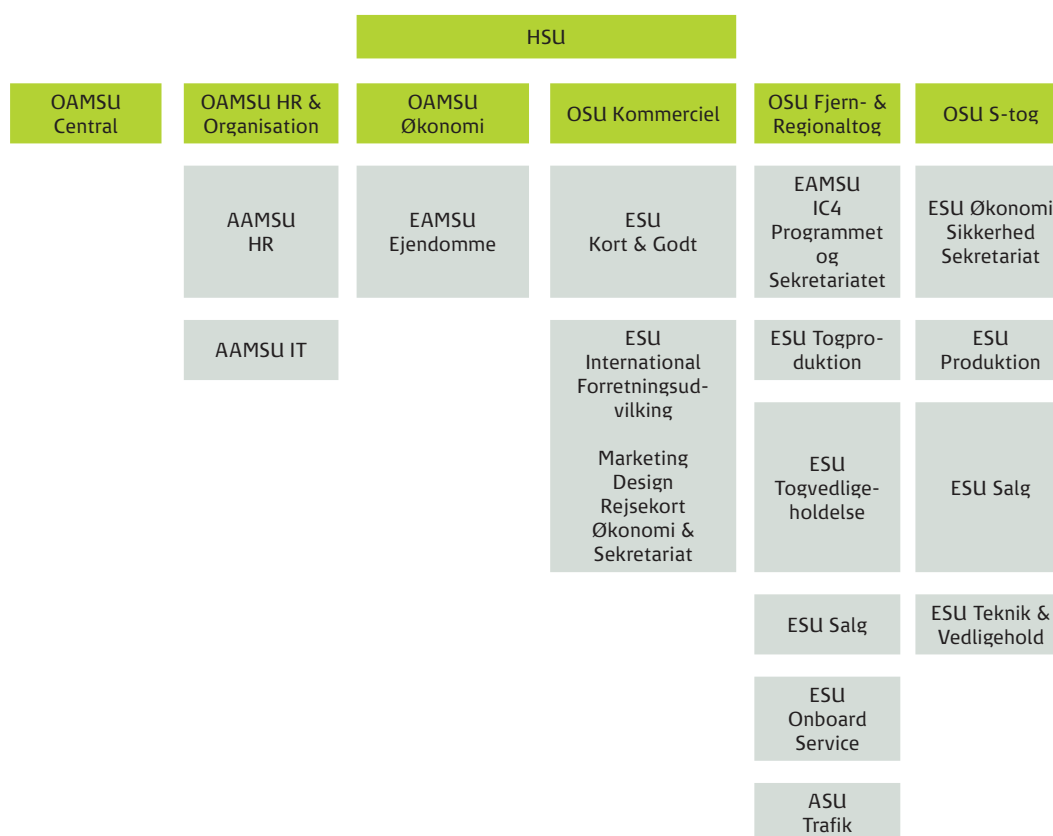 HSU
OAMSU
Central
OAMSU HR &
Organisation
OAMSU
Økonomi
OSU Kommerciel
OSU Fjern- &
Regionaltog
OSU S-tog
AAMSU
HR
EAMSU
Ejendomme
ESU
Kort & Godt
EAMSU
IC4
Programmet
og
Sekretariatet
ESU Økonomi
Sikkerhed
Sekretariat
AAMSU IT
ESU
International
Forretningsud-
vilking
Marketing
Design
Rejsekort
Økonomi &
Sekretariat
ESU Togpro-
duktion
ESU
Produktion
ESU
Togvedlige-
holdelse
ESU Salg
ESU Salg
ESU Teknik &
Vedligehold
ESU
Onboard
Service
ASU
Trafik